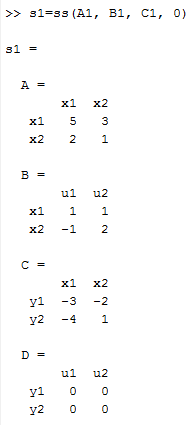 >> s1=ss(A1, B1, C1, 0)
s1 =
A =
x1 x2
x1 5 3
x2 2 1
B =
u1 u2
x1 1 1
x2 -1 2
C =
x1 x2
y1 -3 -2
y2 -4 1
D =
u1 u2
y1 0 0
y2 0 0